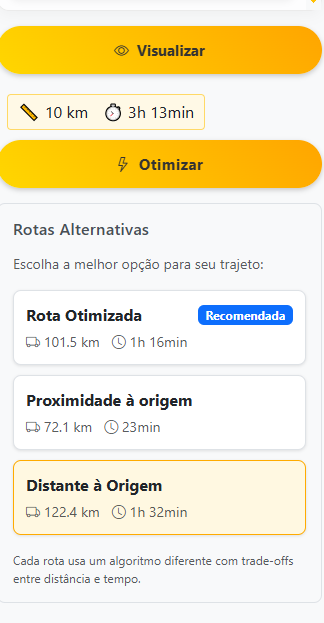 Visualizar
10 km 3h 13min
Otimizar
Rotas Alternativas
Escolha a melhor opção para seu trajeto:
Rota Otimizada Recomendada
101.5 km 1h 16min
Proximidade à origem
72.1 km 23min
Distante à Origem
122.4 km 1h 32min
Cada rota usa um algoritmo diferente com trade-offs
entre distância e tempo.